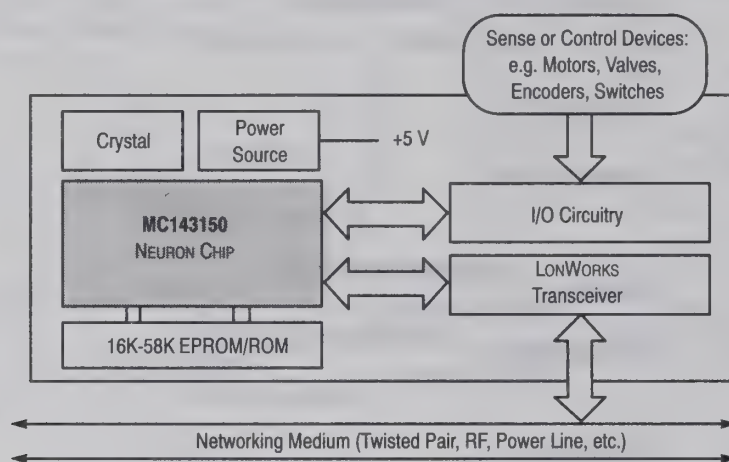 Sense or Control Devices:
e.g. Motors, Valves,
Encoders, Switches
Crystal
Power
Source
+5 V
MC143150
NEURON CHIP
I/O Circuitry
LONWORKS
Transceiver
16K-58K EPROM/ROM
Networking Medium (Twisted Pair, RF, Power Line, etc.)